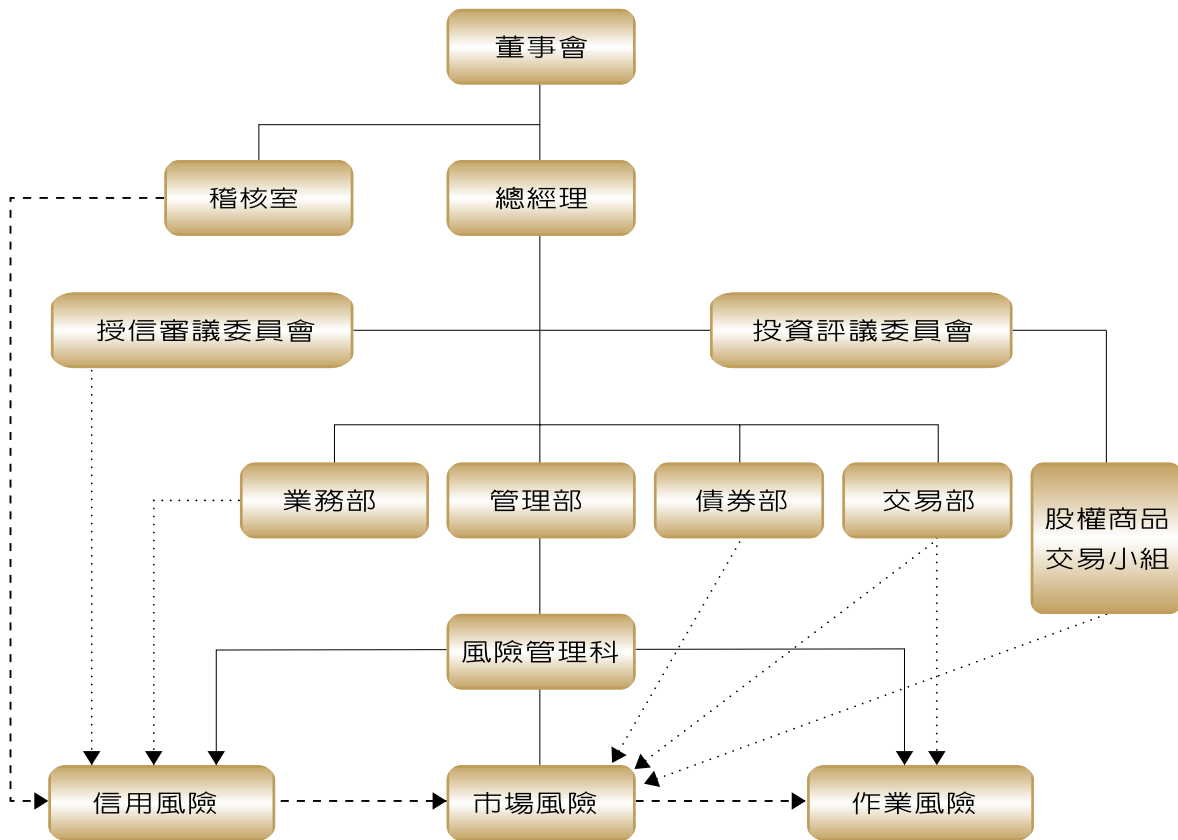 董事會
稽核室
總經理
授信審議委員會
投資評議委員會
業務部
管理部
債券部
交易部
股權商品
交易小組
風險管理科
信用風險
市場風險
作業風險